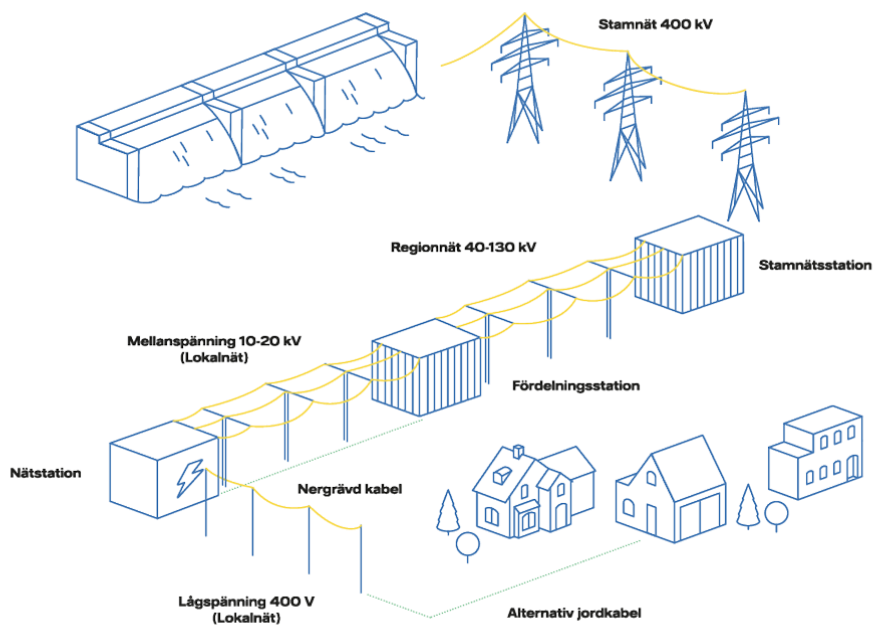 Stamnät 400 kV
Regionnät 40-130 kV
Stamnätsstation
Mellanspänning 10-20 kV
(Lokalnät)
Fördelningsstation
Nätstation
Nergrävd kabel
Lågspänning 400 V
(Lokalnät)
Alternativ jordkabel